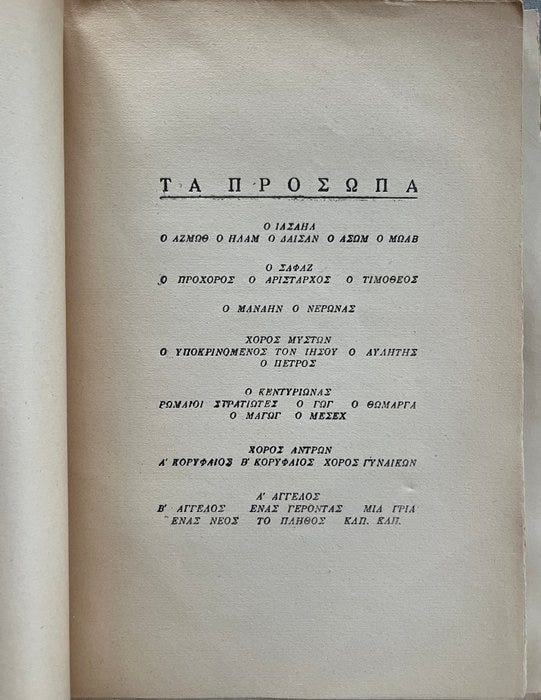 ΤΑ ΠΡΟΣΩΠΑ
Ο ΙΑΣΑΗΛ
Ο ΑΖΜΩΘ Ο ΗΛΑΜ Ο ΔΑΙΣΑΝ Ο ΑΣΩΜ Ο ΜΩΑΒ
Ο ΣΑΦΑΖ
Ο ΠΡΟΧΟΡΟΣ Ο ΑΡΙΣΤΑΡΧΟΣ Ο ΤΙΜΟΘΕΟΣ
Ο ΜΑΝΑΗΝ Ο ΝΕΡΩΝΑΣ
ΧΟΡΟΣ ΜΥΣΤΩΝ
Ο ΥΠΟΚΡΙΝΟΜΕΝΟΣ ΤΟΝ ΙΗΣΟΥ Ο ΑΥΛΗΤΗΣ
Ο ΠΕΤΡΟΣ
Ο ΚΕΝΤΥΡΙΩΝΑΣ
ΡΩΜΑΙΟΙ ΣΤΡΑΤΙΩΤΕΣ Ο ΓΩΓ Ο ΘΩΜΑΡΓΑ
Ο ΜΑΓΩΓ Ο ΜΕΣΕΧ
ΧΟΡΟΣ ΑΝΤΡΩΝ
Α' ΚΟΡΥΦΑΙΟΣ Β' ΚΟΡΥΦΑΙΟΣ ΧΟΡΟΣ ΓΥΝΑΙΚΩΝ
Α' ΑΓΓΕΛΟΣ
Β' ΑΓΓΕΛΟΣ ΕΝΑΣ ΓΕΡΟΝΤΑΣ ΜΙΑ ΓΡΙΑ
ΕΝΑΣ ΝΕΟΣ ΤΟ ΠΛΗΘΟΣ ΚΛΠ. ΚΛΠ.